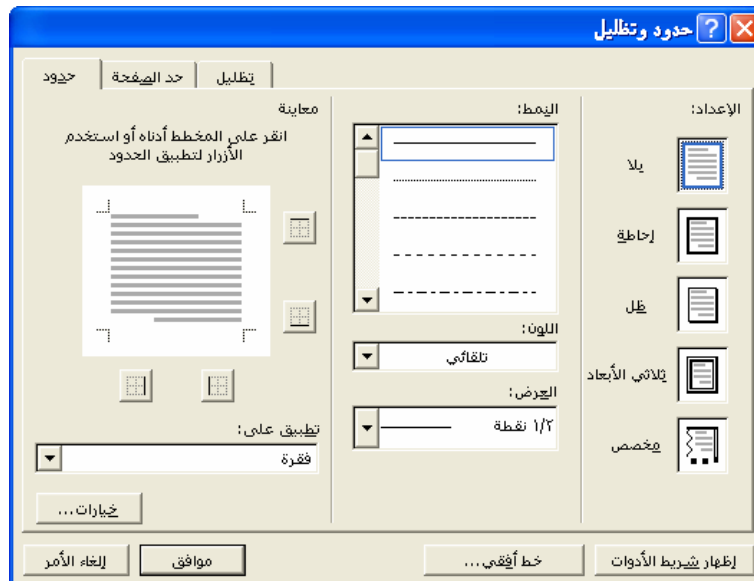 حدود وتظليل
حدود
حد الصفحة
تظليل
الإعداد:
بلا
إحاطة
ظل
ثلاثي الأبعاد
مخصص
النمط:
اللون:
تلقائي
العرض:
١/٢ نقطة
معاينة
انقر على المخطط أدناه أو استخدم
الأزرار لتطبيق الحدود
تطبيق على:
فقرة
خيارات...
إظهار شريط الأدوات
خط أفقي...
موافق
إلغاء الأمر